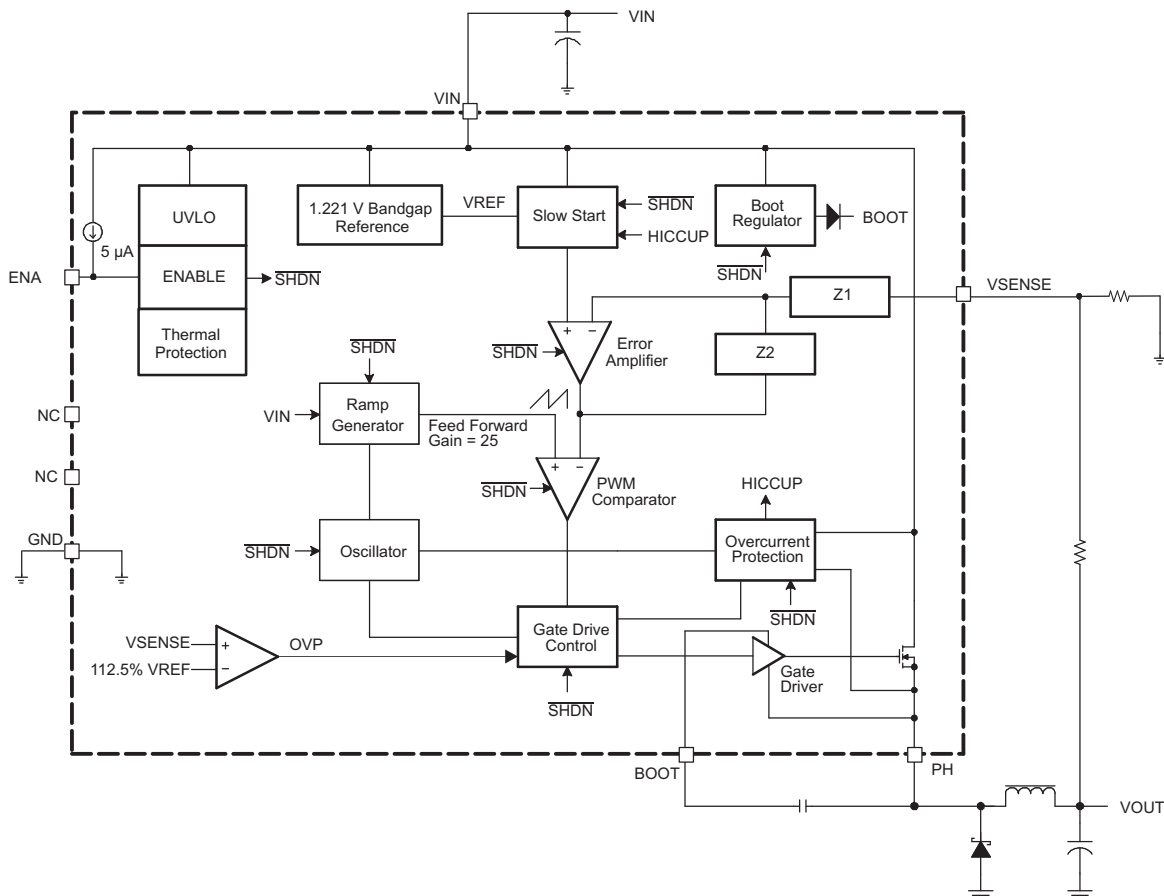 VIN
VIN
UVLO
1.221 V Bandgap
Reference
VREF
Slow Start
SHDN
HICCUP
Boot
Regulator
BOOT
5 µA
ENA
ENABLE
SHDN
SHDN
VSENSE
Z1
Thermal
Protection
SHDN
Error
Amplifier
Z2
SHDN
+
−
VIN
Ramp
Generator
Feed Forward
Gain = 25
NC
NC
+
−
SHDN
PWM
Comparator
HICCUP
GND
SHDN
Oscillator
Overcurrent
Protection
SHDN
VSENSE
+
112.5% VREF
−
OVP
Gate Drive
Control
SHDN
Gate
Driver
BOOT
PH
VOUT